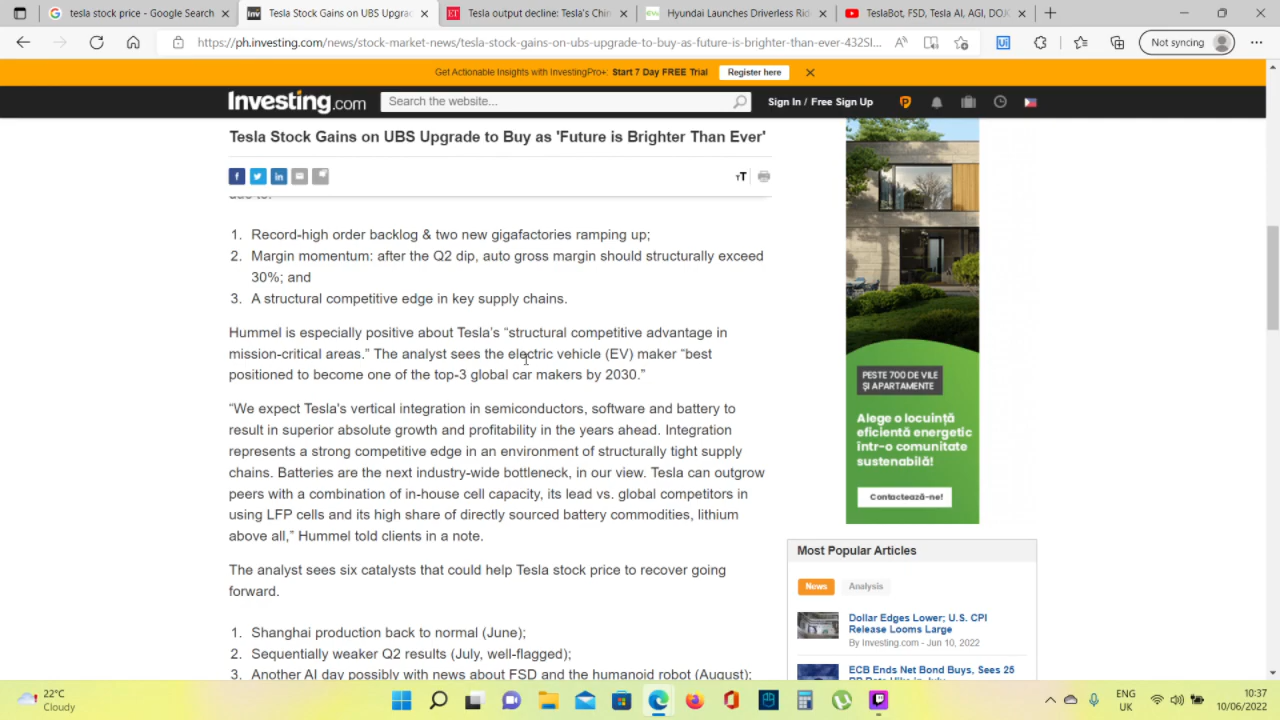 tesla stock price - Google Search
Tesla Stock Gains on UBS Upgra
Tesla output decline: Tesla's Chin
Hyundai Launches Driverless Rid
TeslaBot, FSD, Tesla AI, AGI, DOJ
https://ph.investing.com/news/stock-market-news/tesla-stock-gains-on-ubs-upgrade-to-buy-as-future-is-brighter-than-ever-432SI...
Not syncing
Get Actionable Insights with InvestingPro+: Start 7 Day FREE Trial
Register here
Investing.com
Search the website...
Sign In / Free Sign Up
Tesla Stock Gains on UBS Upgrade to Buy as 'Future is Brighter Than Ever'
due to:
1. Record-high order backlog & two new gigafactories ramping up;
2. Margin momentum: after the Q2 dip, auto gross margin should structurally exceed
30%; and
3. A structural competitive edge in key supply chains.
Hummel is especially positive about Tesla's “structural competitive advantage in
mission-critical areas.” The analyst sees the electric vehicle (EV) maker “best
positioned to become one of the top-3 global car makers by 2030.”
“We expect Tesla's vertical integration in semiconductors, software and battery to
result in superior absolute growth and profitability in the years ahead. Integration
represents a strong competitive edge in an environment of structurally tight supply
chains. Batteries are the next industry-wide bottleneck, in our view. Tesla can outgrow
peers with a combination of in-house cell capacity, its lead vs. global competitors in
using LFP cells and its high share of directly sourced battery commodities, lithium
above all,” Hummel told clients in a note.
The analyst sees six catalysts that could help Tesla stock price to recover going
forward.
1. Shanghai production back to normal (June);
2. Sequentially weaker Q2 results (July, well-flagged);
3. Another AI day possibly with news about FSD and the humanoid robot (August);
PESTE 700 DE VILE
ȘI APARTAMENTE
Alege o locuință
eficientă energetic
într-o comunitate
sustenabilă!
Contactează-ne!
Most Popular Articles
News
Analysis
Dollar Edges Lower; U.S. CPI
Release Looms Large
By Investing.com - Jun 10, 2022
ECB Ends Net Bond Buys, Sees 25
22°C
Cloudy
ENG
UK
10:37
10/06/2022